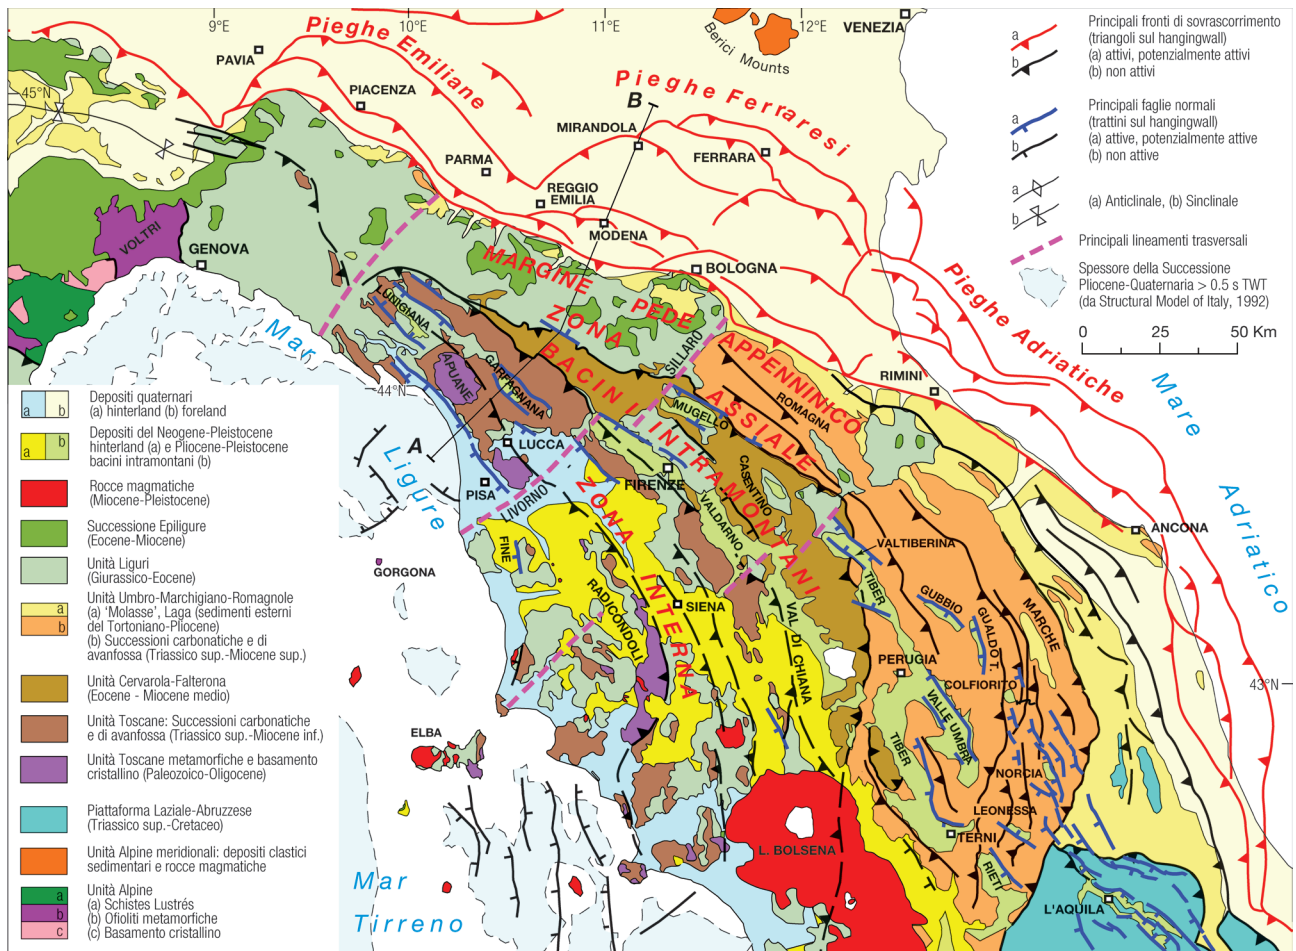 9°E
10°E
11°E
12°E
VENEZIA
Berici Mounts
Pieghe Emiliane
PAVIA
45°N
PIACENZA
Pieghe Ferraresi
B
MIRANDOLA
FERRARA
PARMA
REGGIO
EMILIA
MODENA
VOLTRI
GENOVA
BOLOGNA
MARGINE PEDE APPENNINICO
ZONA ASSIALE
BACINI INTRAMONTANI
ZONA INTERNA
Pieghe Adriatiche
LUNIGIANA
APUANE
GARFAGNANA
SILLARO
MUGELLO
ROMAGNA
RIMINI
Mar
Ligure
44°N
A
LUCCA
PISA
LIVORNO
FIRENZE
CASENTINO
VALDARNO
Mare
Adriatico
ANCONA
FINE
VALTIBERINA
GORGONA
RADICONDOLI
SIENA
VAL DI CHIANA
TIBER
GUBBIO
GUALDO T.
MARCHE
PERUGIA
COLFIORITO
43°N
VALLE UMBRA
TIBER
ELBA
NORCIA
LEONESSA
TERNI
L. BOLSENA
RIETI
L'AQUILA
Mar
Tirreno
Principali fronti di sovrascorrimento
(triangoli sul hangingwall)
a
(a) attivi, potenzialmente attivi
b
(b) non attivi
Principali faglie normali
(trattini sul hangingwall)
a
(a) attive, potenzialmente attive
b
(b) non attive
a
b
(a) Anticlinale, (b) Sinclinale
Principali lineamenti trasversali
Spessore della Successione
Pliocene-Quaternaria > 0.5 s TWT
(da Structural Model of Italy, 1992)
0 25 50 Km
Depositi quaternari
a b
(a) hinterland (b) foreland
Depositi del Neogene-Pleistocene
hinterland (a) e Pliocene-Pleistocene
a b
bacini intramontani (b)
Rocce magmatiche
(Miocene-Pleistocene)
Successione Epiligure
(Eocene-Miocene)
Unità Liguri
(Giurassico-Eocene)
Unità Umbro-Marchigiano-Romagnole
a
(a) 'Molasse', Laga (sedimenti esterni
del Tortoniano-Pliocene)
b
(b) Successioni carbonatiche e di
avanfossa (Triassico sup.-Miocene sup.)
Unità Cervarola-Falterona
(Eocene - Miocene medio)
Unità Toscane: Successioni carbonatiche
e di avanfossa (Triassico sup.-Miocene inf.)
Unità Toscane metamorfiche e basamento
cristallino (Paleozoico-Oligocene)
Piattaforma Laziale-Abruzzese
(Triassico sup.-Cretaceo)
Unità Alpine meridionali: depositi clastici
sedimentari e rocce magmatiche
Unità Alpine
a
(a) Schistes Lustrés
b
(b) Ofioliti metamorfiche
c
(c) Basamento cristallino